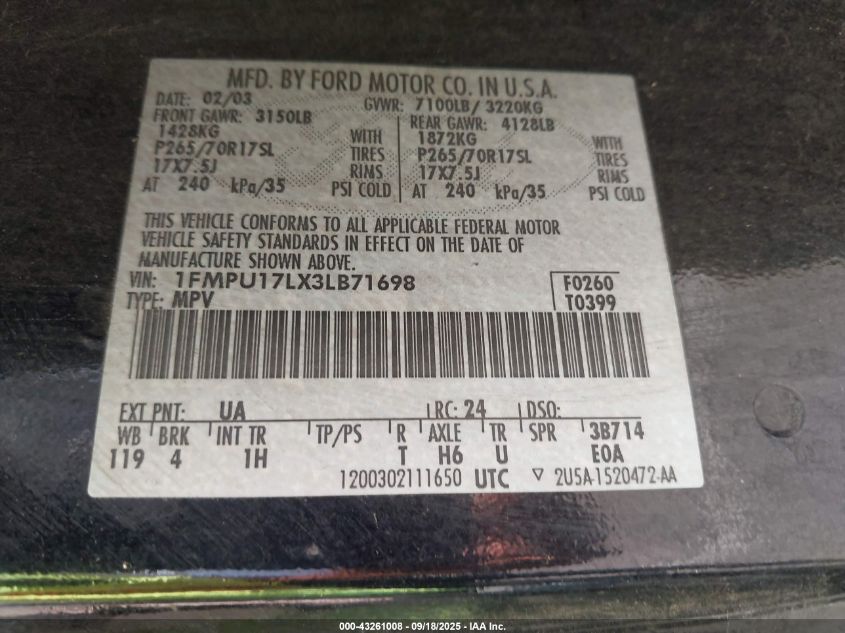 MFD. BY FORD MOTOR CO. IN U.S.A.
DATE: 02/03 GVWR: 7100LB/ 3220KG
FRONT GAWR: 3150LB REAR GAWR: 4128LB
1428KG WITH 1872KG WITH
P265/70R17SL TIRES P265/70R17SL TIRES
17X7.5J RIMS 17X7.5J RIMS
AT 240 kPa/35 PSI COLD AT 240 kPa/35 PSI COLD
THIS VEHICLE CONFORMS TO ALL APPLICABLE FEDERAL MOTOR
VEHICLE SAFETY STANDARDS IN EFFECT ON THE DATE OF
MANUFACTURE SHOWN ABOVE.
VIN: 1FMPU17LX3LB71698 F0260
TYPE: MPV T0399
EXT PNT: UA RC: 24 DSO:
WB BRK INT TR TP/PS R AXLE TR SPR 3B714
119 4 1H T H6 U EOA
1200302111650 UTC ▽ 2U5A-1520472-AA
000-43261008 - 09/18/2025 - IAA Inc.